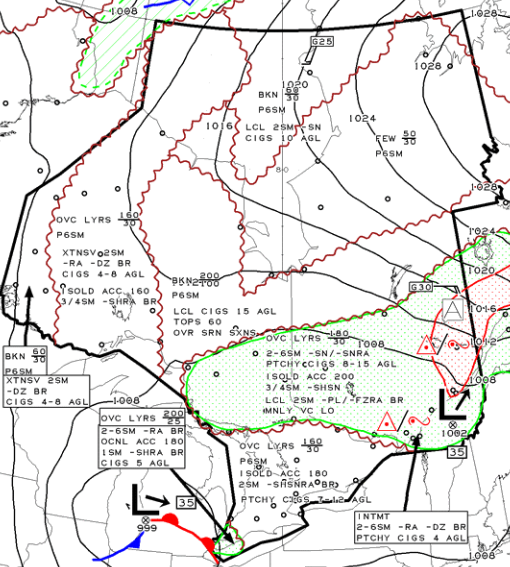 1008
1028
G25
1020
1028
BKN 60/30
P6SM
LCL 2SM -SN
CIGS 10 AGL
1016
1024
FEW 50/30
P6SM
80
1028
OVC LYRS 160/30
P6SM
XTNSV 2SM
-RA -DZ BR
CIGS 4-8 AGL
ISOLD ACC 160
3/4SM -SHRA BR
1024
1020
G30
1016
1012
1008
BKN 200
P6SM
LCL CIGS 15 AGL
TOPS 60
OVR SRN SXNS
OVC LYRS 180/30
1008
2-6SM -SN/-SNRA
PTCHY CIGS 8-15 AGL
ISOLD ACC 200
3/4SM -SHSN
LCL 2SM -PL/-FZRA BR
MNLY VC LO
BKN 60/30
P6SM
XTNSV 2SM
-DZ BR
CIGS 4-8 AGL
1008
OVC LYRS 200/25
2-6SM -RA BR
OCNL ACC 180
1SM -SHRA BR
CIGS 5 AGL
L
1002
35
OVC LYRS 160/30
P6SM
ISOLD ACC 180
2SM -SHSNRA BR
PTCHY CIGS 7-12 AGL
L
35
999
INTMT
2-6SM -RA -DZ BR
PTCHY CIGS 4 AGL
1008
1008